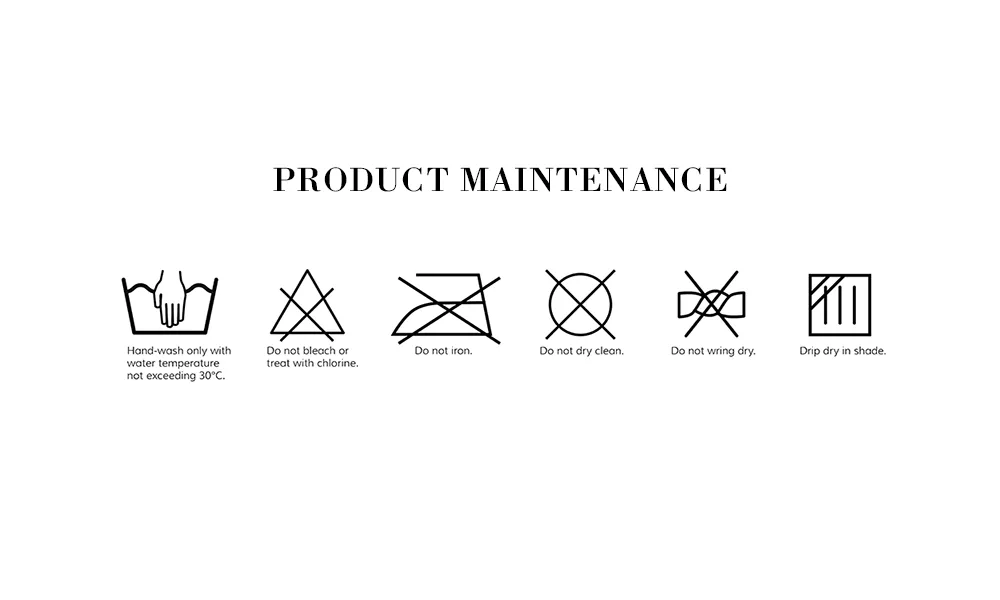 PRODUCT MAINTENANCE
Hand-wash only with
water temperature
not exceeding 30°C.
Do not bleach or
treat with chlorine.
Do not iron.
Do not dry clean.
Do not wring dry.
Drip dry in shade.